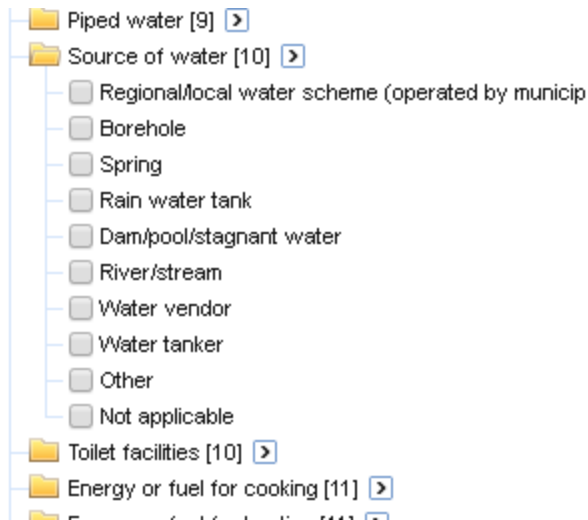 Piped water [9]
Source of water [10]
Regional/local water scheme (operated by municip
Borehole
Spring
Rain water tank
Dam/pool/stagnant water
River/stream
Water vendor
Water tanker
Other
Not applicable
Toilet facilities [10]
Energy or fuel for cooking [11]